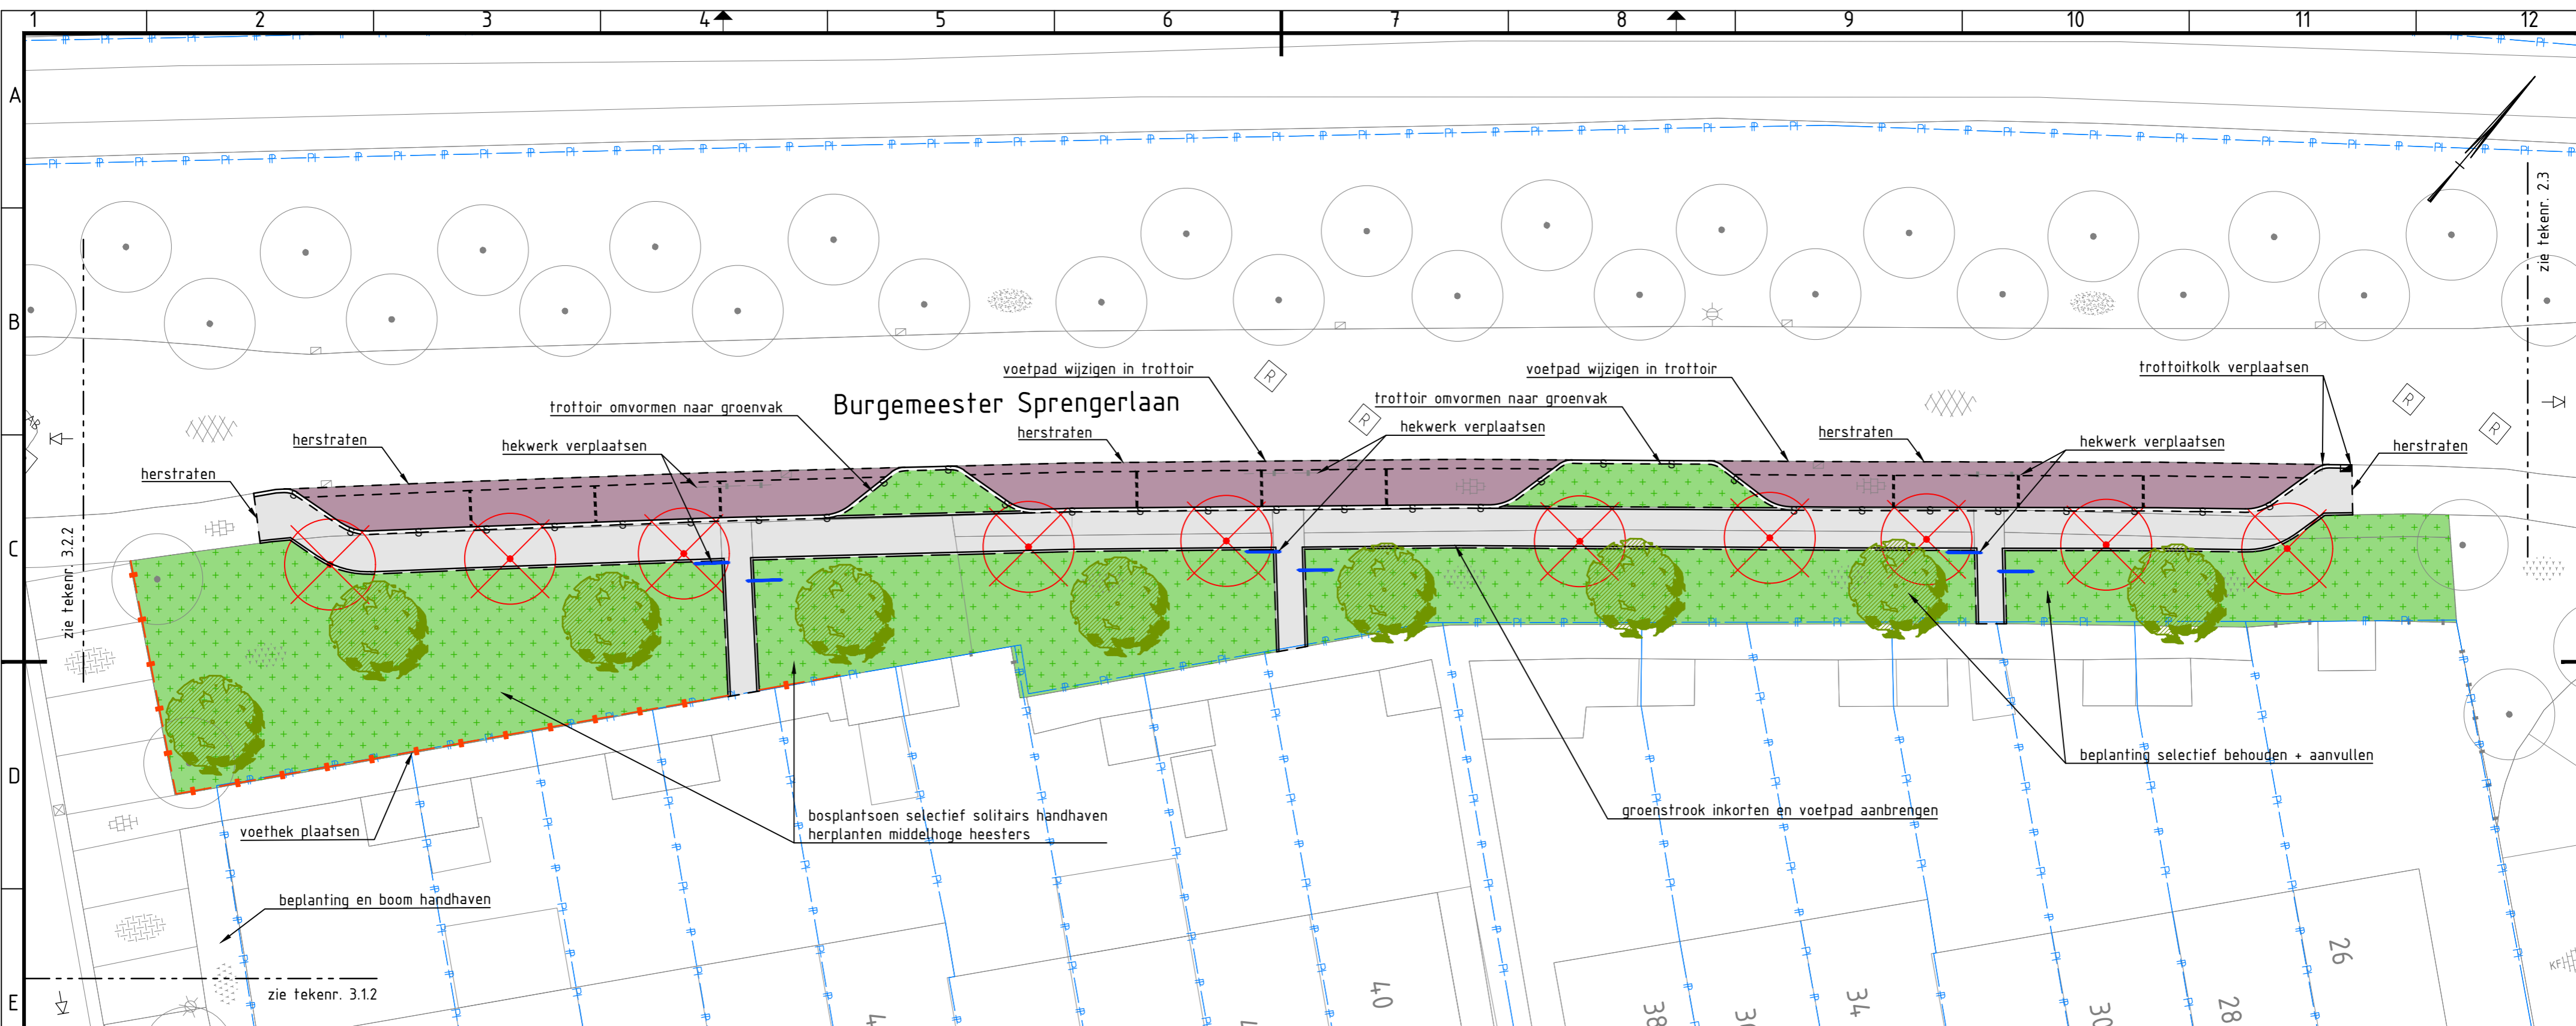 1 2 3 4 5 6 7 8 9 10 11 12
A
B
C
D
E
zie tekenr. 2.3
zie tekenr. 3.2.2
zie tekenr. 3.1.2
Burgemeester Sprengerlaan
voetpad wijzigen in trottoir
voetpad wijzigen in trottoir
trottoitkolk verplaatsen
trottoir omvormen naar groenvak
trottoir omvormen naar groenvak
herstraten
hekwerk verplaatsen
herstraten
hekwerk verplaatsen
herstraten
hekwerk verplaatsen
herstraten
herstraten
R
R
R
R
AB
beplanting selectief behouden + aanvullen
groenstrook inkorten en voetpad aanbrengen
bosplantsoen selectief solitairs handhaven
herplanten middelhoge heesters
voethek plaatsen
beplanting en boom handhaven
40
38
34
30
28
26
KF